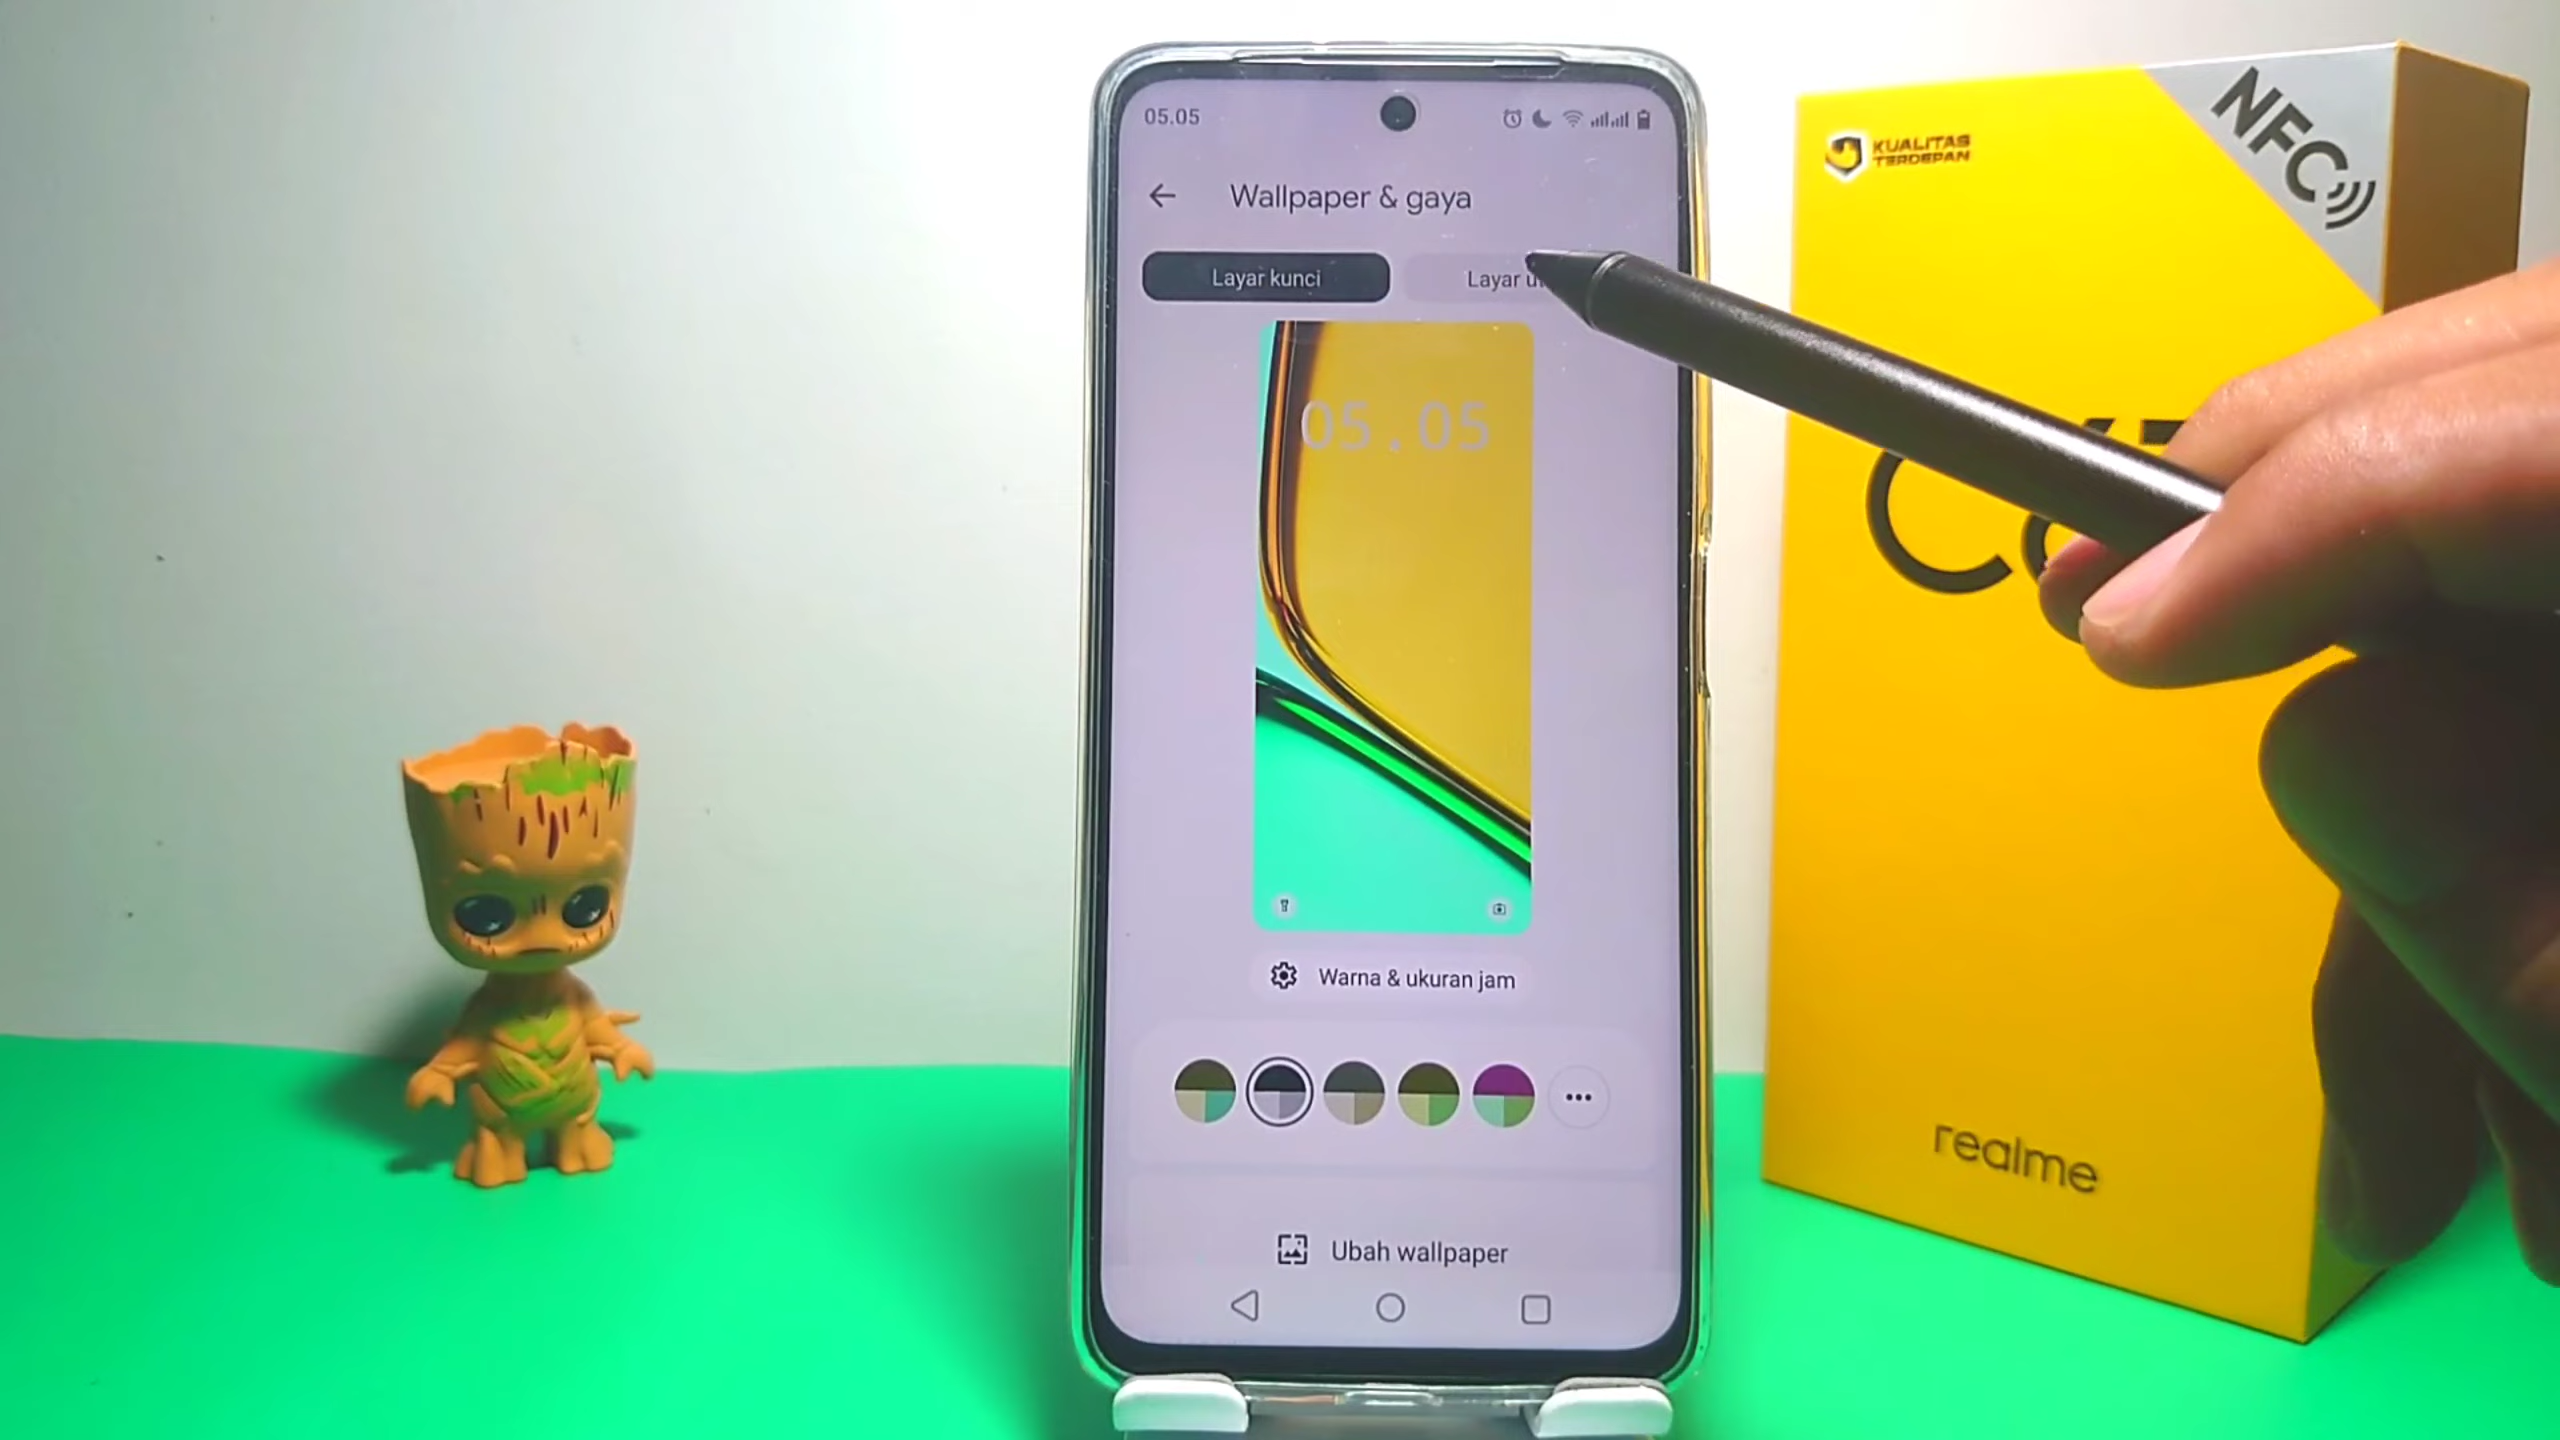 05.05
Wallpaper & gaya
Layar kunci
Layar
05.05
Warna & ukuran jam
Ubah wallpaper
KUALITAS
TERDEPAN
NFC
realme